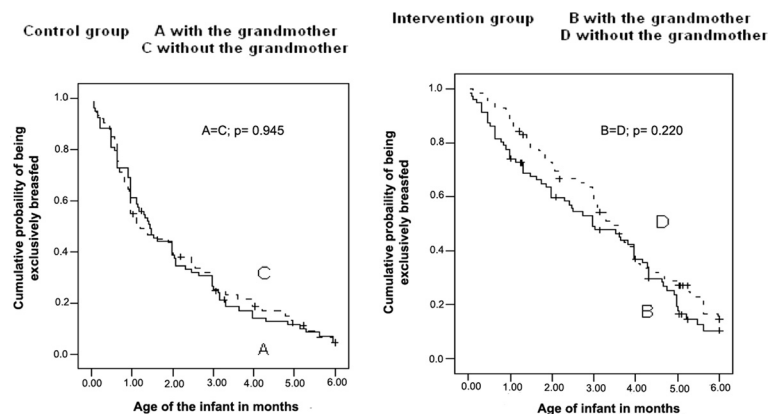 Control group A with the grandmother
C without the grandmother
Cumulative probaility of being
exclusively breasfed
1.0
0.8
0.6
0.4
0.2
0.0
A=C; p= 0.945
C
A
0.00 1.00 2.00 3.00 4.00 5.00 6.00
Age of the infant in months
Intervention group B with the grandmother
D without the grandmother
Cumulative probaility of being
exclusively breasfed
1.0
0.8
0.6
0.4
0.2
0.0
B=D; p= 0.220
D
B
0.00 1.00 2.00 3.00 4.00 5.00 6.00
Age of infant in months